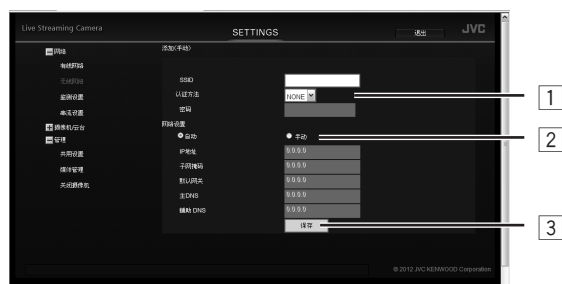 Live Streaming Camera
SETTINGS
退出
JVC
网络
有线网络
无线网络
监测设置
串流设置
摄像机/云台
管理
共用设置
媒体管理
关闭摄像机
添加(手动)
SSID
认证方法
NONE
密码
网络设置
自动
手动
IP地址
0.0.0.0
子网掩码
0.0.0.0
默认网关
0.0.0.0
主DNS
0.0.0.0
辅助 DNS
0.0.0.0
保存
© 2012 JVC KENWOOD Corporation
1
2
3